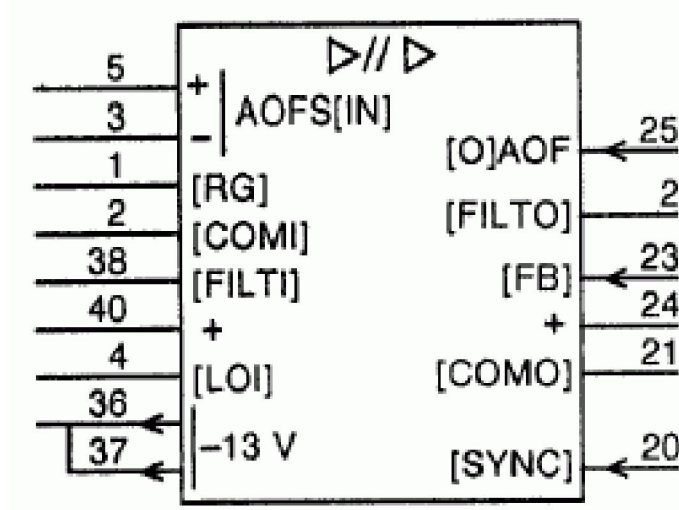 ▷// ▷
5 + AOFS[IN]
3 −
1 [RG]
2 [COMI]
38 [FILTI]
40 +
4 [LOI]
36 −13 V
37
[O]AOF 25
[FILTO] 2
[FB] 23
+ 24
[COMO] 21
[SYNC] 20